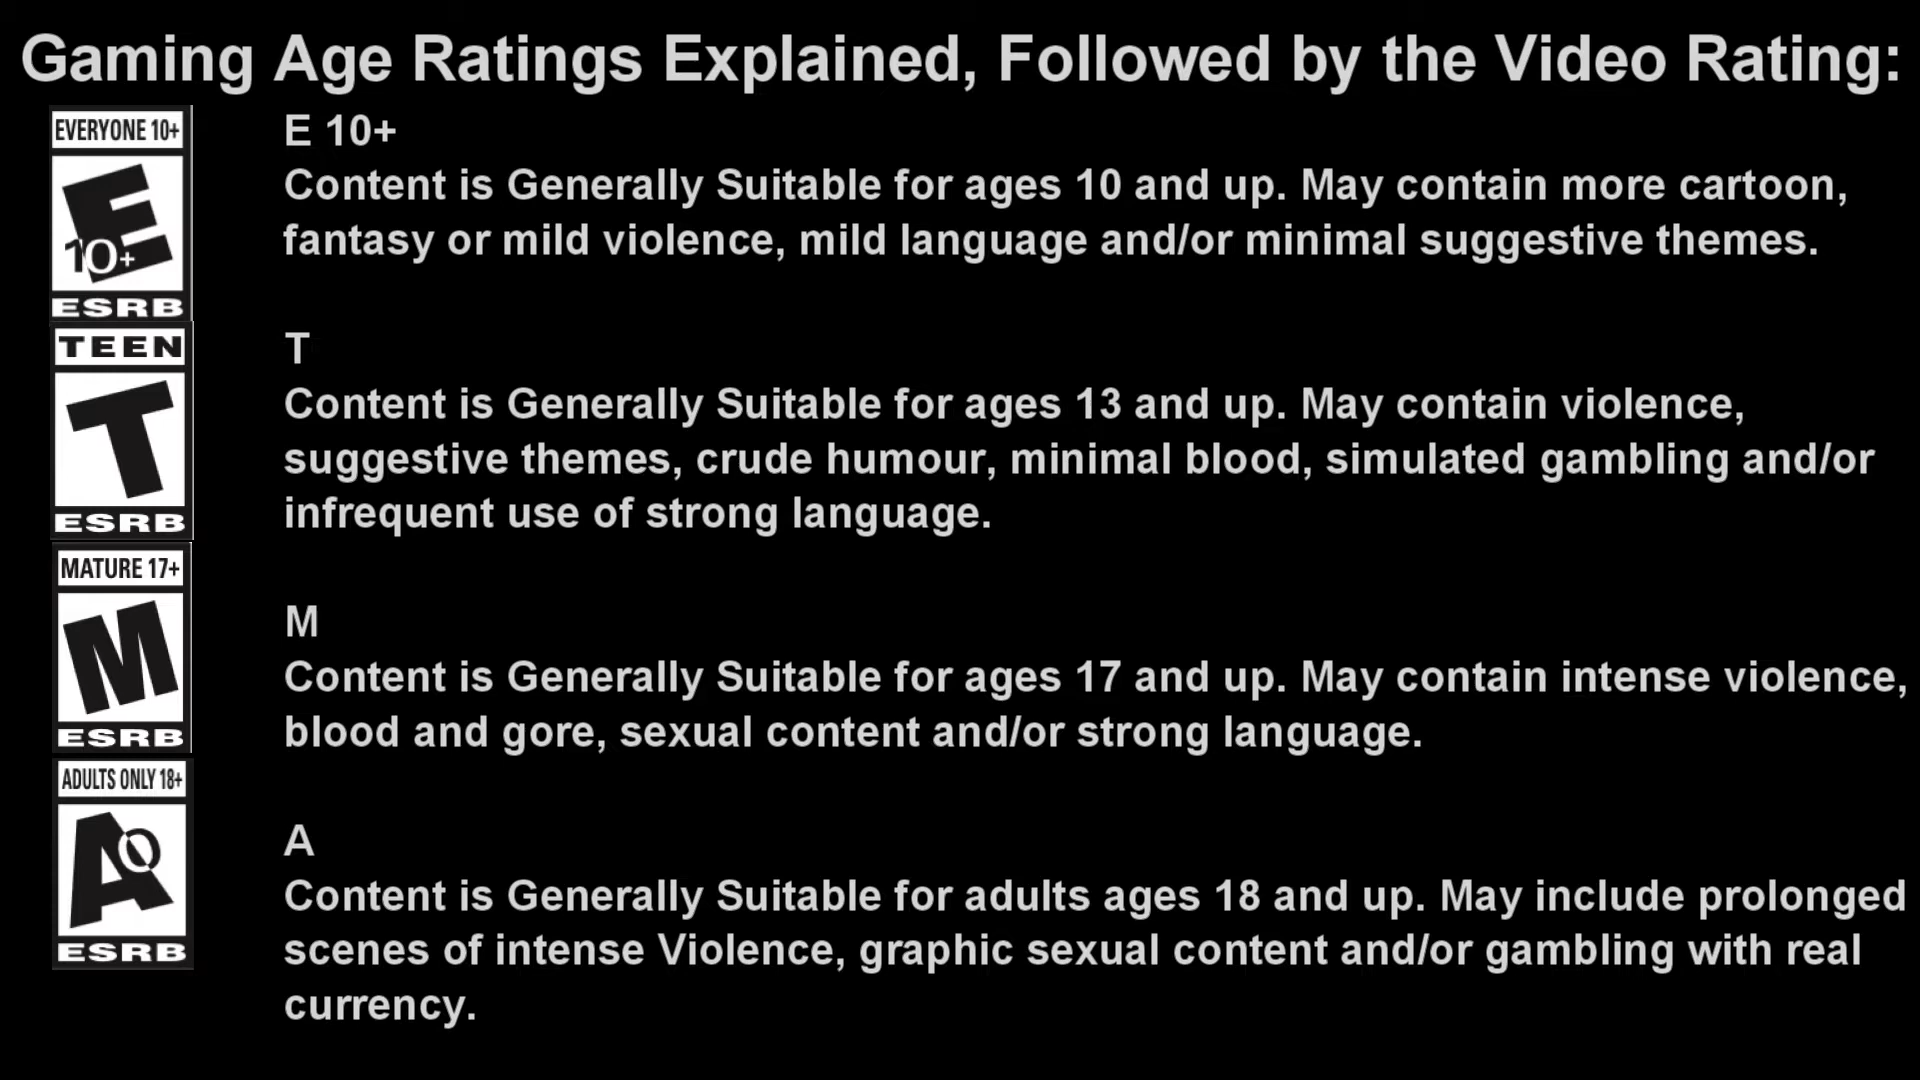 Gaming Age Ratings Explained, Followed by the Video Rating:
EVERYONE 10+
E
10+
ESRB
E 10+
Content is Generally Suitable for ages 10 and up. May contain more cartoon,
fantasy or mild violence, mild language and/or minimal suggestive themes.
TEEN
T
ESRB
T
Content is Generally Suitable for ages 13 and up. May contain violence,
suggestive themes, crude humour, minimal blood, simulated gambling and/or
infrequent use of strong language.
MATURE 17+
M
ESRB
M
Content is Generally Suitable for ages 17 and up. May contain intense violence,
blood and gore, sexual content and/or strong language.
ADULTS ONLY 18+
AO
ESRB
A
Content is Generally Suitable for adults ages 18 and up. May include prolonged
scenes of intense Violence, graphic sexual content and/or gambling with real
currency.